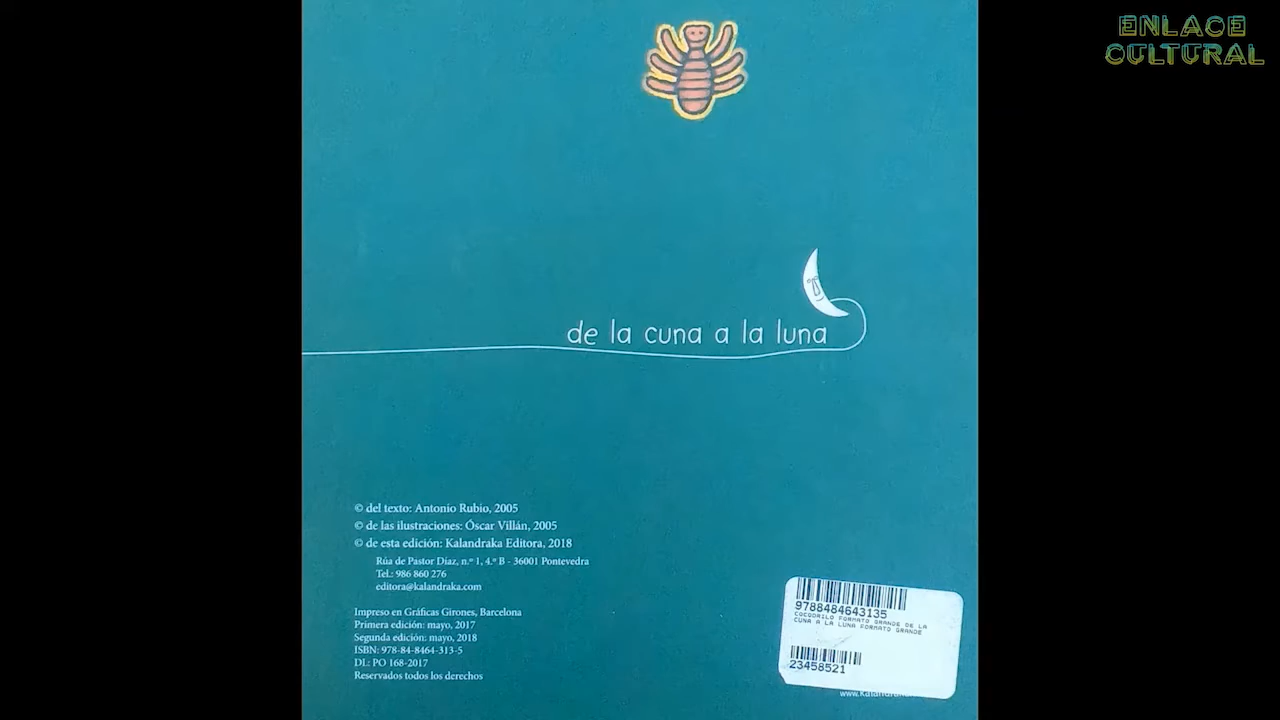 ENLACE
CULTURAL
de la cuna a la luna
© del texto: Antonio Rubio, 2005
© de las ilustraciones: Óscar Villán, 2005
© de esta edición: Kalandraka Editora, 2018
Rúa de Pastor Díaz, n.º 1, 4.º B - 36001 Pontevedra
Tel.: 986 860 276
editora@kalandraka.com
Impreso en Gráficas Girones, Barcelona
Primera edición: mayo, 2017
Segunda edición: mayo, 2018
ISBN: 978-84-8464-313-5
DL: PO 168-2017
Reservados todos los derechos
9788484643135
COCODRILO FORMATO GRANDE DE LA
CUNA A LA LUNA FORMATO GRANDE
23458521